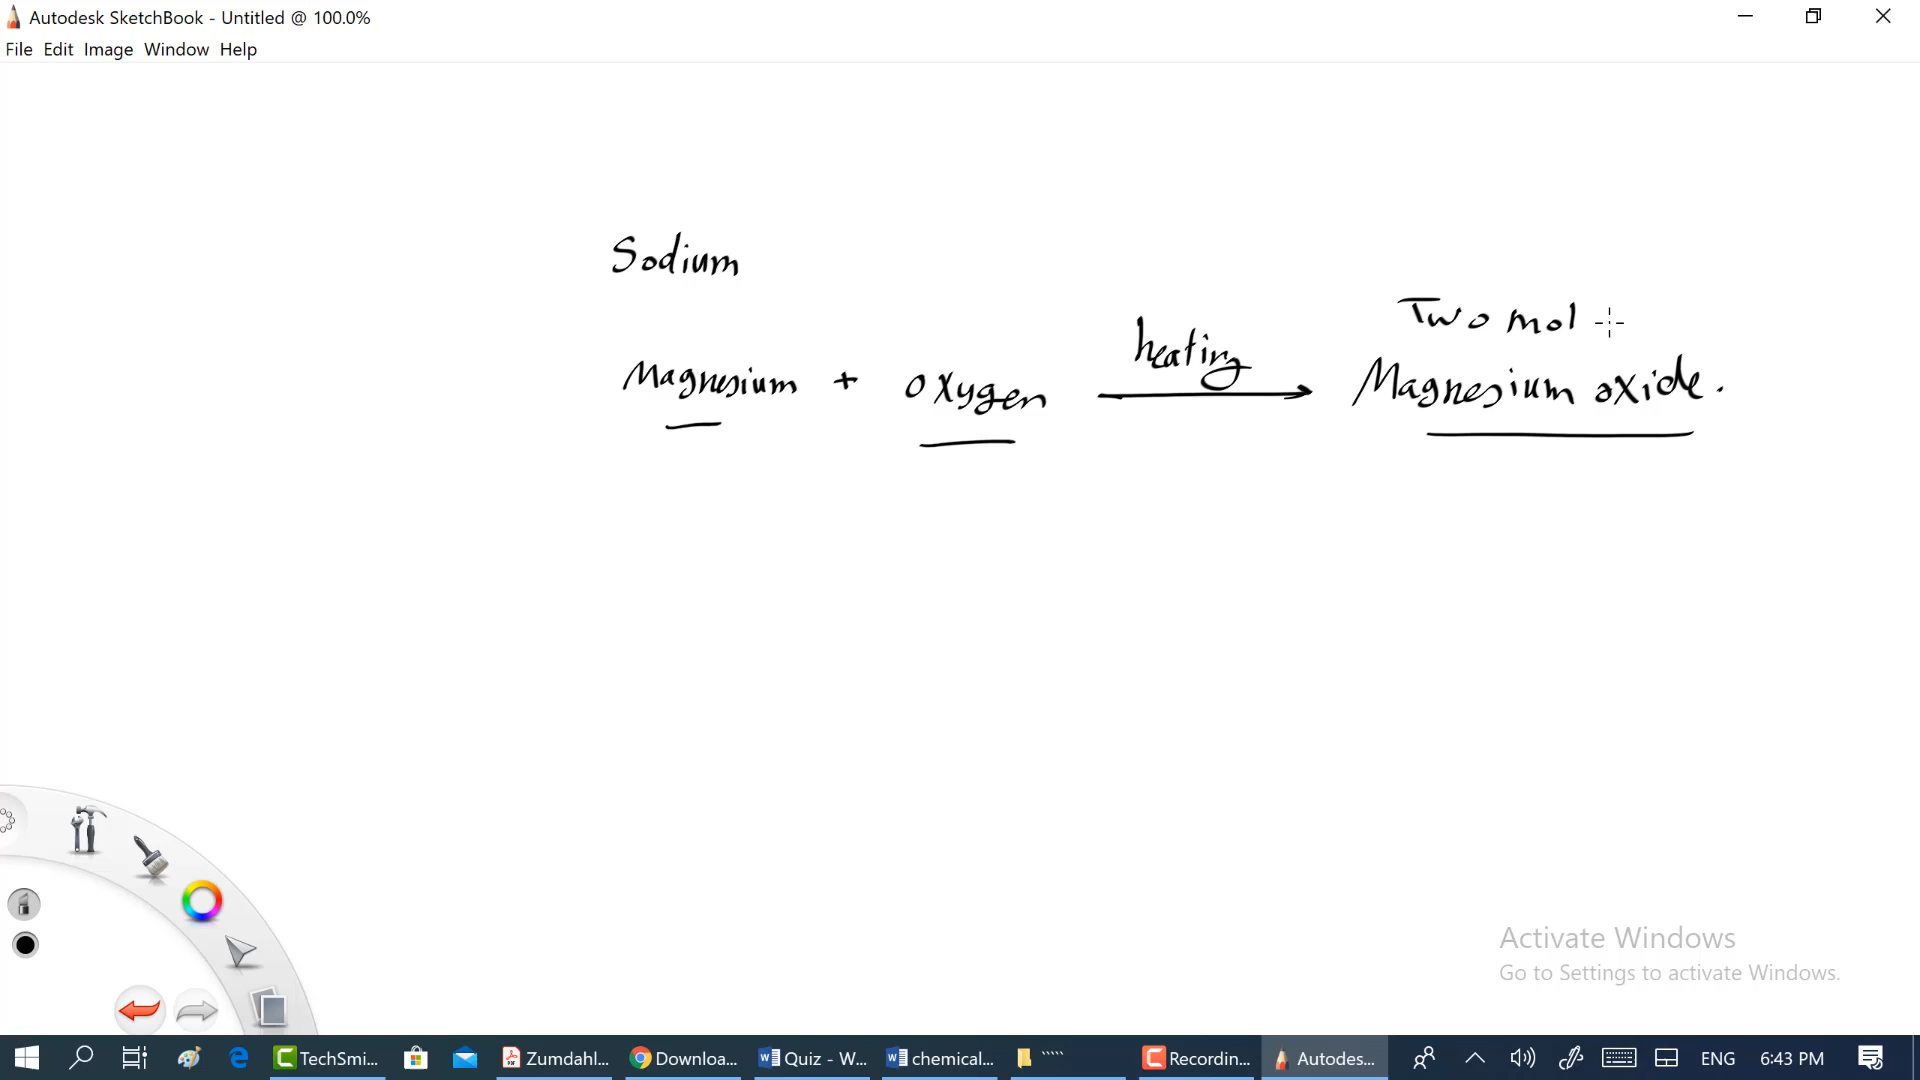 Autodesk SketchBook - Untitled @ 100.0%
File Edit Image Window Help
Sodium
Two mol
heating
Magnesium + oxygen → Magnesium oxide.
Activate Windows
Go to Settings to activate Windows.
TechSmi... Zumdahl... Downloa... Quiz - W... chemical... ````` Recordin... Autodes... ENG 6:43 PM